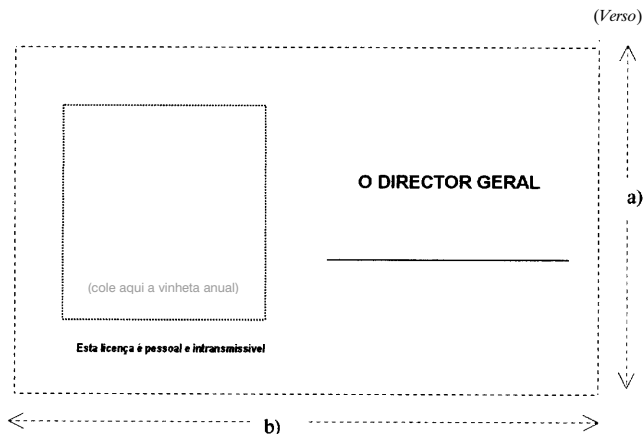 (Verso)
O DIRECTOR GERAL
a)
(cole aqui a vinheta anual)
Esta licença é pessoal e intransmissível
b)